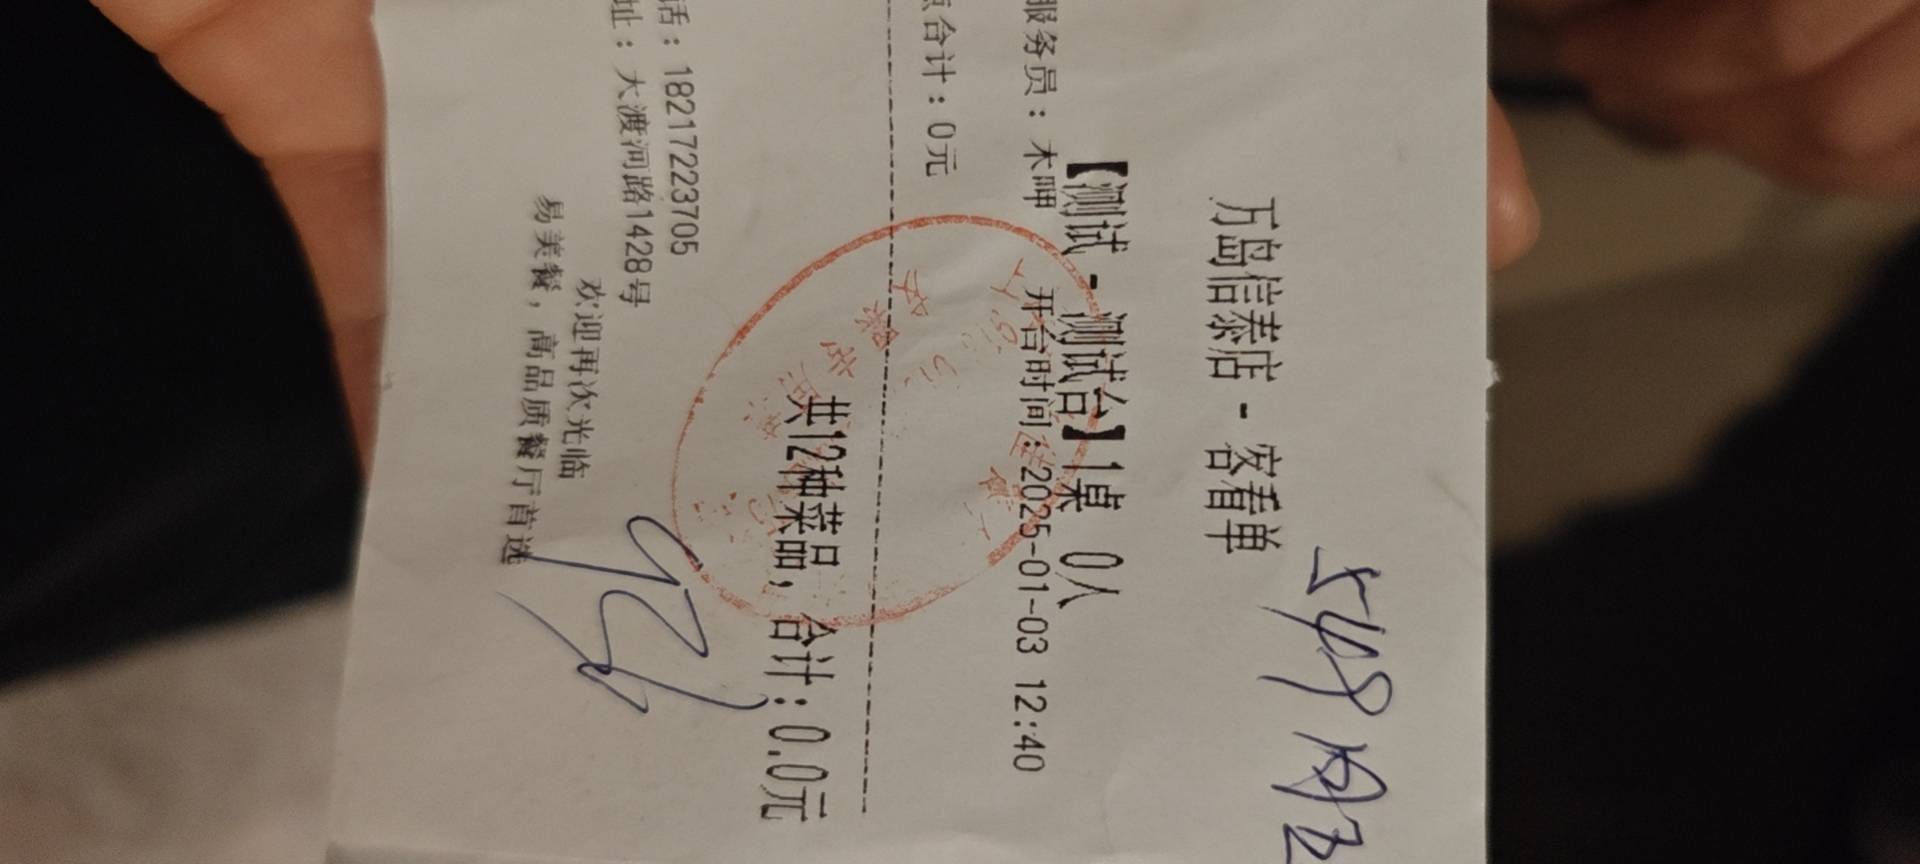 万岛信泰店 - 客看单
【测试 - 测试台】1桌 0人
服务员：木呷 开台时间：2025-01-03 12:40
点合计：0元
共12种菜品，合计：0.0元
话：18217223705
址：大渡河路1428号
欢迎再次光临
易美餐，高品质餐厅首选